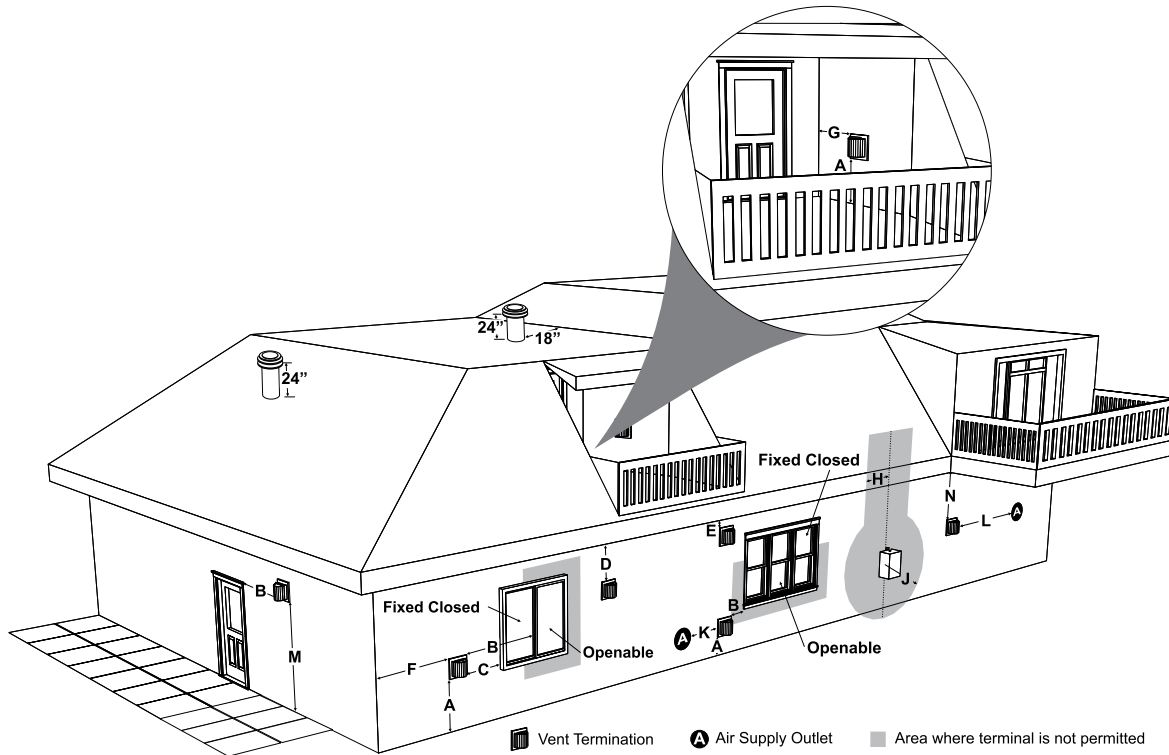 G
A
24”
18”
24”
Fixed Closed
H
N
L
A
E
D
J
B
B
Fixed Closed
K
A
B
Openable
A
Openable
M
F
B
C
A
Vent Termination
A Air Supply Outlet
Area where terminal is not permitted